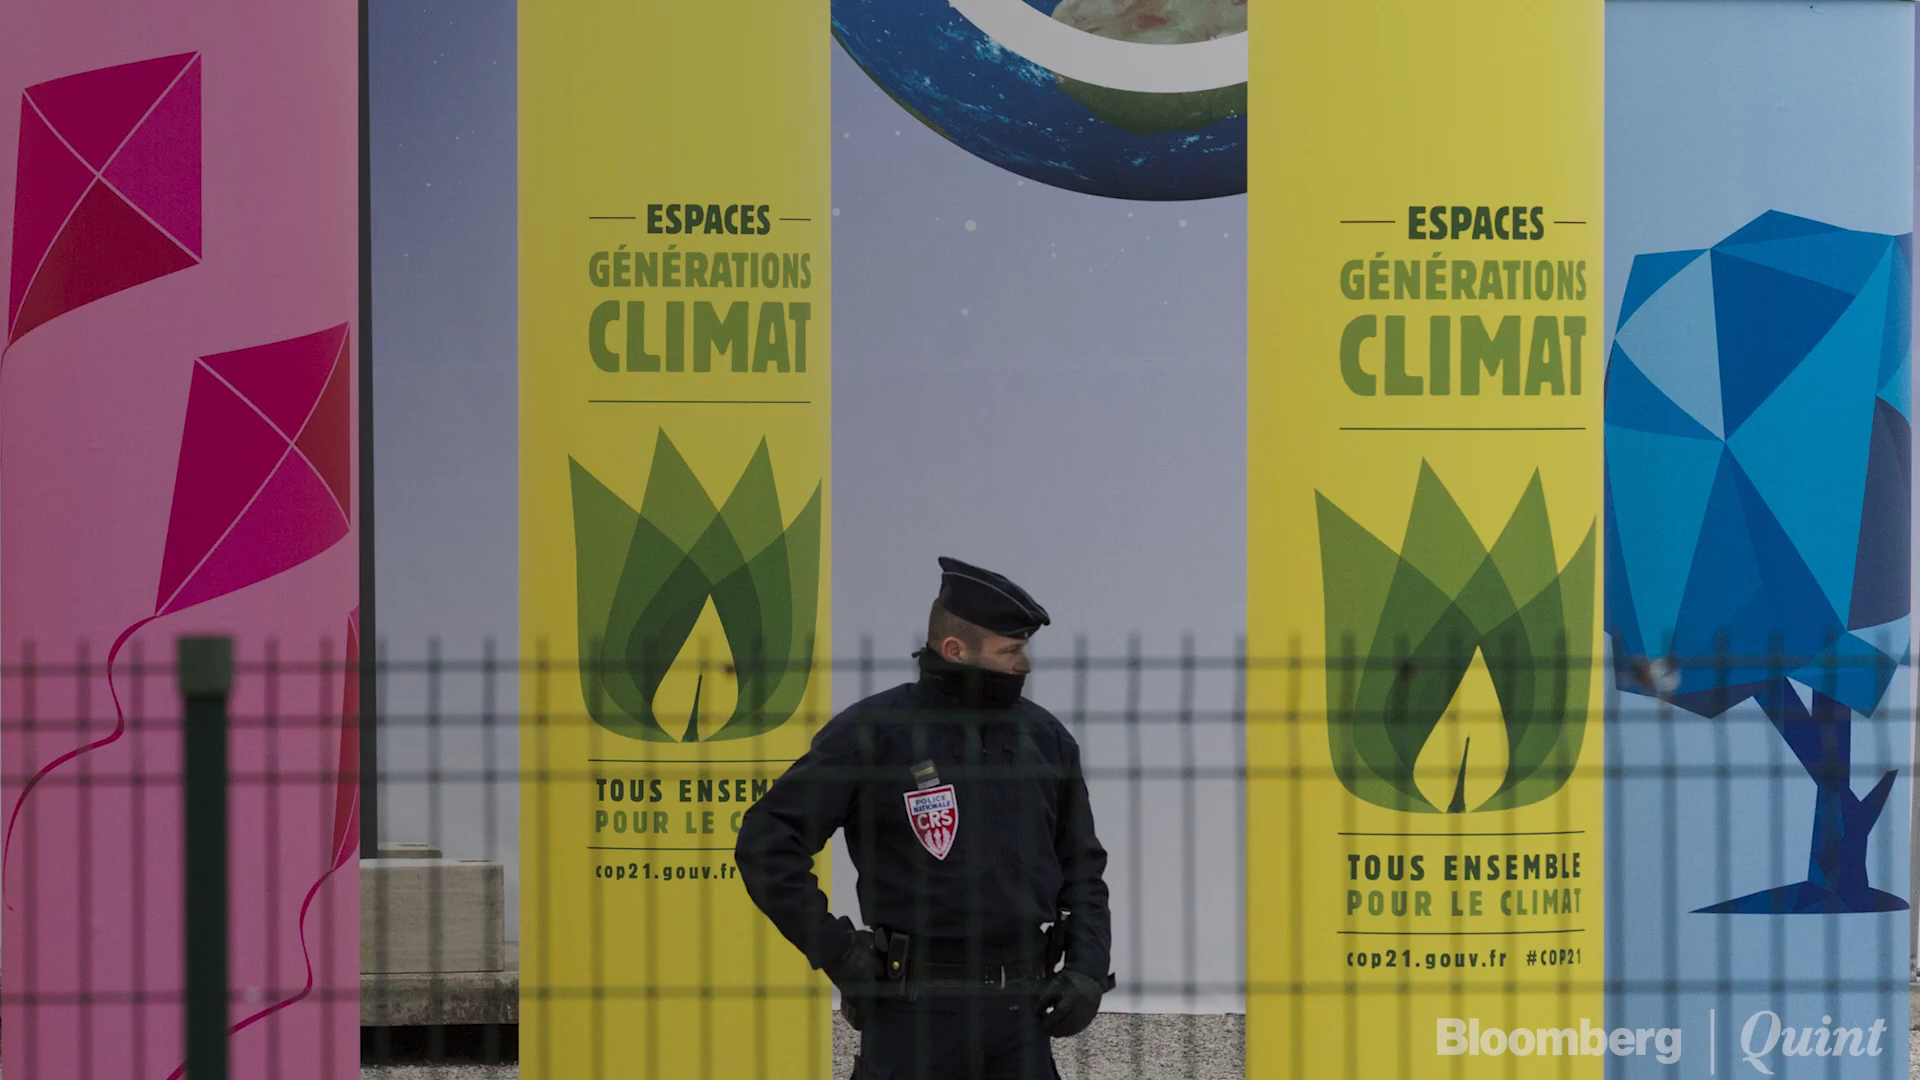 ESPACES
GÉNÉRATIONS
CLIMAT
TOUS ENSEM
POUR LE C
cop21.gouv.fr
POLICE
NATIONALE
CRS
ESPACES
GÉNÉRATIONS
CLIMAT
TOUS ENSEMBLE
POUR LE CLIMAT
cop21.gouv.fr #COP21
Bloomberg | Quint